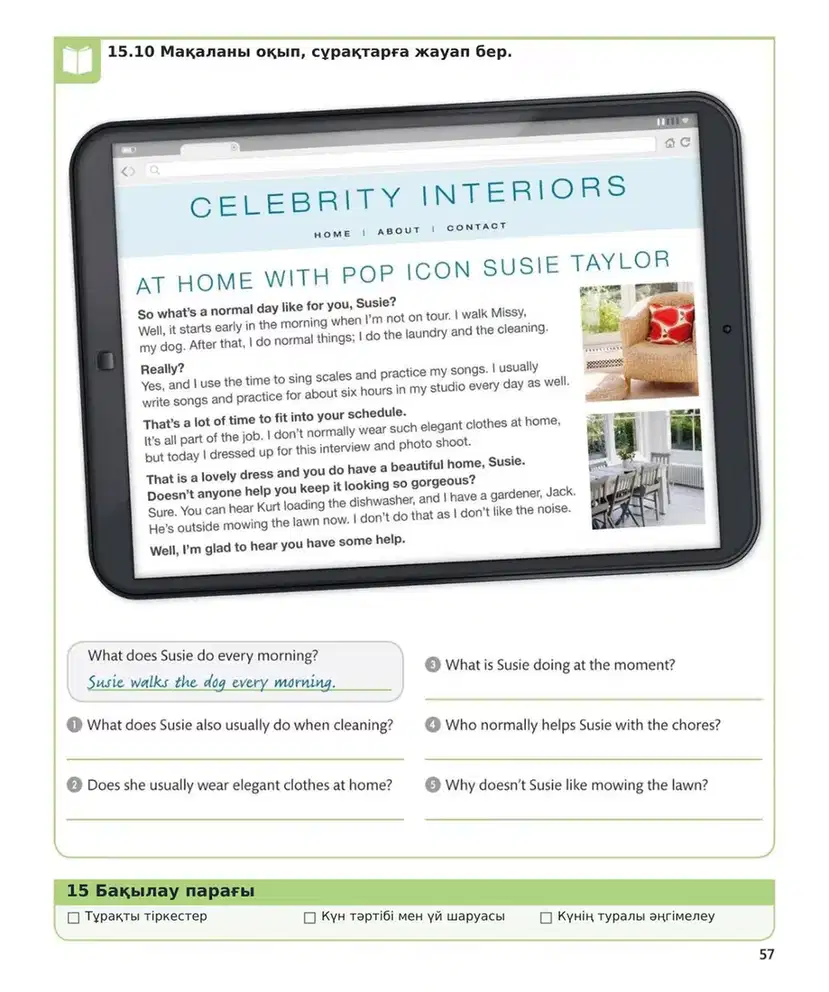 15.10 Мақаланы оқып, сұрақтарға жауап бер.
CELEBRITY INTERIORS
HOME | ABOUT | CONTACT
AT HOME WITH POP ICON SUSIE TAYLOR
So what's a normal day like for you, Susie?
Well, it starts early in the morning when I'm not on tour. I walk Missy,
my dog. After that, I do normal things; I do the laundry and the cleaning.
Really?
Yes, and I use the time to sing scales and practice my songs. I usually
write songs and practice for about six hours in my studio every day as well.
That's a lot of time to fit into your schedule.
It's all part of the job. I don't normally wear such elegant clothes at home,
but today I dressed up for this interview and photo shoot.
That is a lovely dress and you do have a beautiful home, Susie.
Doesn't anyone help you keep it looking so gorgeous?
Sure. You can hear Kurt loading the dishwasher, and I have a gardener, Jack.
He's outside mowing the lawn now. I don't do that as I don't like the noise.
Well, I'm glad to hear you have some help.
What does Susie do every morning?
Susie walks the dog every morning.
1 What does Susie also usually do when cleaning?
2 Does she usually wear elegant clothes at home?
3 What is Susie doing at the moment?
4 Who normally helps Susie with the chores?
5 Why doesn't Susie like mowing the lawn?
15 Бақылау парағы
Тұрақты тіркестер
Күн тәртібі мен үй шаруасы
Күнің туралы әңгімелеу
57